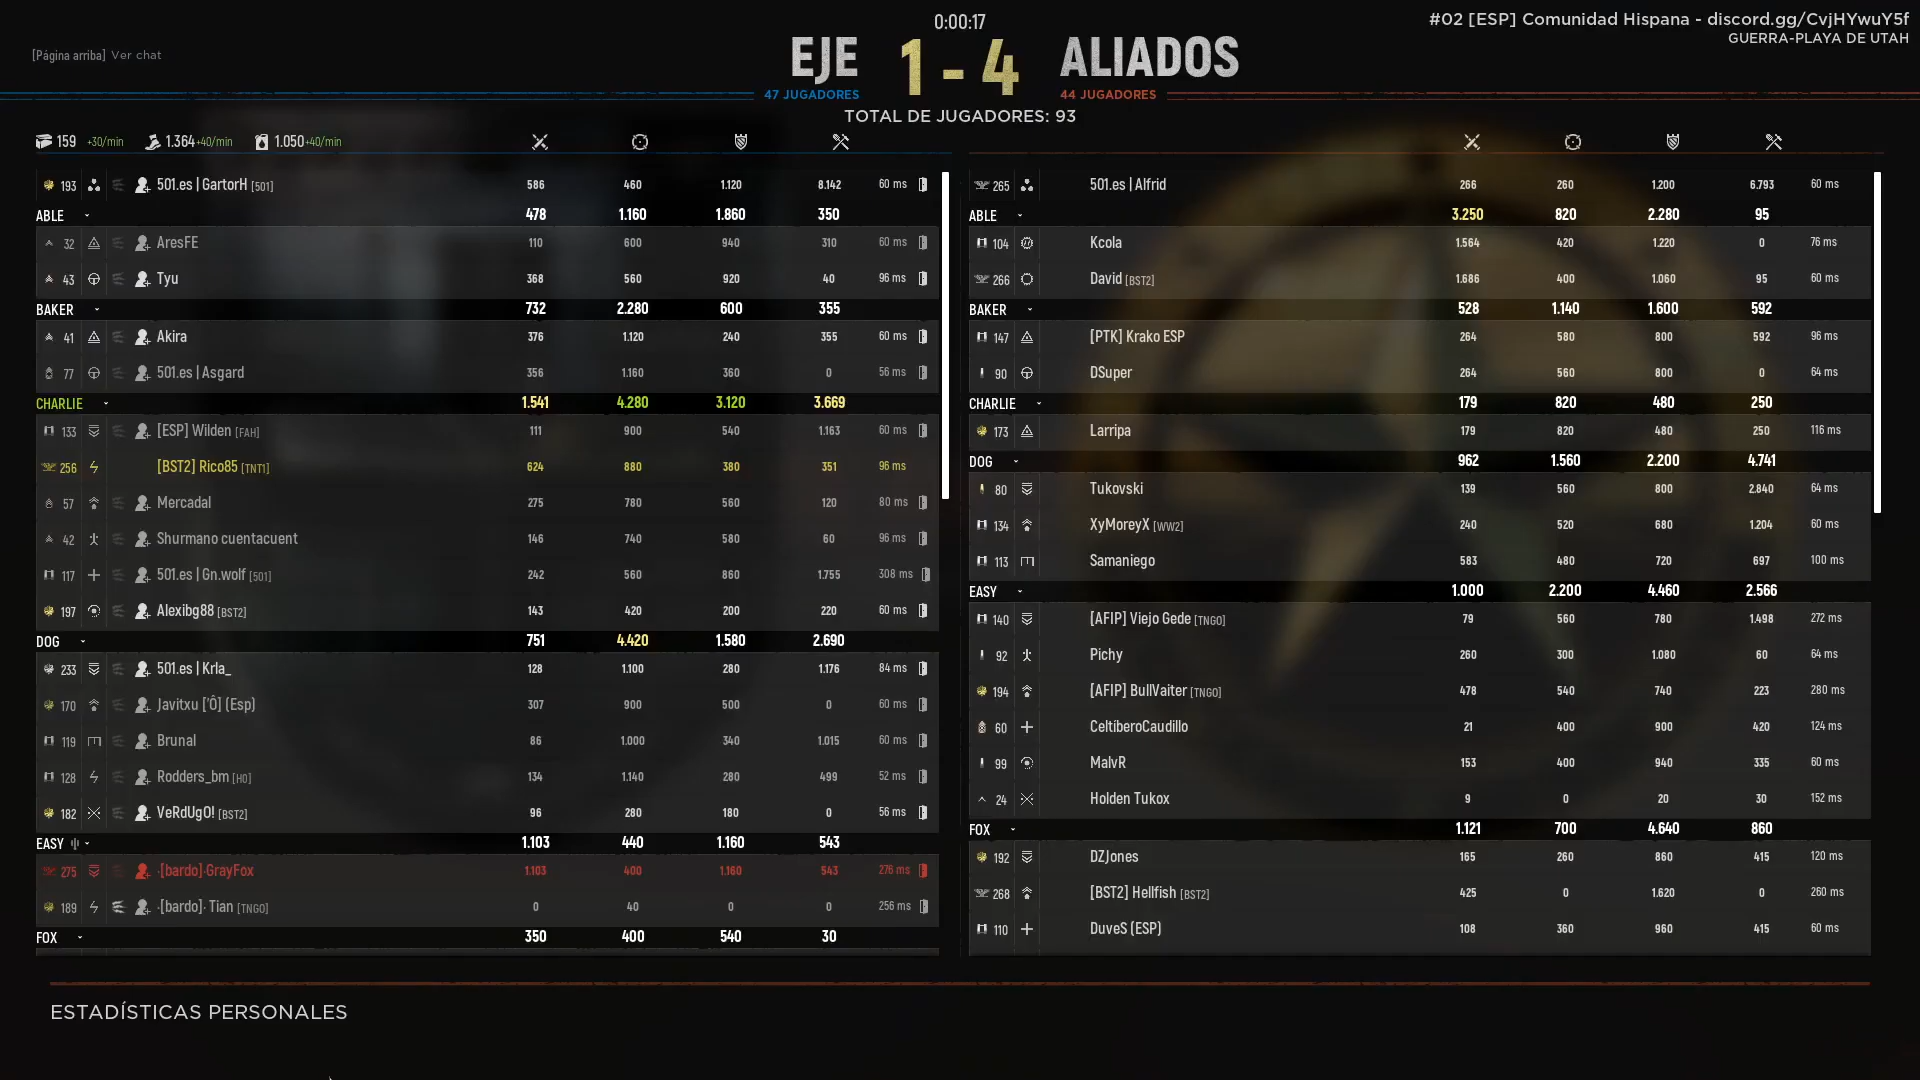 0:00:17
#02 [ESP] Comunidad Hispana - discord.gg/CvjHYwuY5f
GUERRA-PLAYA DE UTAH
[Página arriba] Ver chat
EJE 1 - 4 ALIADOS
47 JUGADORES 44 JUGADORES
TOTAL DE JUGADORES: 93
159 +30/min 1.364 +40/min 1.050 +40/min
193 501.es | GartorH [501] 586 460 1.120 8.142 60 ms
ABLE 478 1.160 1.860 350
32 AresFE 110 600 940 310 60 ms
43 Tyu 368 560 920 40 96 ms
BAKER 732 2.280 600 355
41 Akira 376 1.120 240 355 60 ms
77 501.es | Asgard 356 1.160 360 0 56 ms
CHARLIE 1.541 4.280 3.120 3.669
133 [ESP] Wilden [FAH] 111 900 540 1.163 60 ms
256 [BST2] Rico85 [TNT1] 624 880 380 351 96 ms
57 Mercadal 275 780 560 120 80 ms
42 Shurmano cuentacuent 146 740 580 60 96 ms
117 501.es | Gn.wolf [501] 242 560 860 1.755 308 ms
197 Alexibg88 [BST2] 143 420 200 220 60 ms
DOG 751 4.420 1.580 2.690
233 501.es | Krla_ 128 1.100 280 1.176 84 ms
170 Javitxu ['Ô] (Esp) 307 900 500 0 60 ms
119 Brunal 86 1.000 340 1.015 60 ms
128 Rodders_bm [HO] 134 1.140 280 499 52 ms
182 VeRdUgO! [BST2] 96 280 180 0 56 ms
EASY 1.103 440 1.160 543
275 ·[bardo]·GrayFox 1.103 400 1.160 543 276 ms
189 ·[bardo]· Tian [TNGO] 0 40 0 0 256 ms
FOX 350 400 540 30
265 501.es | Alfrid 266 260 1.200 6.793 60 ms
ABLE 3.250 820 2.280 95
104 Kcola 1.564 420 1.220 0 76 ms
266 David [BST2] 1.686 400 1.060 95 60 ms
BAKER 528 1.140 1.600 592
147 [PTK] Krako ESP 264 580 800 592 96 ms
90 DSuper 264 560 800 0 64 ms
CHARLIE 179 820 480 250
173 Larripa 179 820 480 250 116 ms
DOG 962 1.560 2.200 4.741
80 Tukovski 139 560 800 2.840 64 ms
134 XyMoreyX [WW2] 240 520 680 1.204 60 ms
113 Samaniego 583 480 720 697 100 ms
EASY 1.000 2.200 4.460 2.566
140 [AFIP] Viejo Gede [TNGO] 79 560 780 1.498 272 ms
92 Pichy 260 300 1.080 60 64 ms
194 [AFIP] BullVaiter [TNGO] 478 540 740 223 280 ms
60 CeltíberoCaudillo 21 400 900 420 124 ms
99 MalvR 153 400 940 335 60 ms
24 Holden Tukox 9 0 20 30 152 ms
FOX 1.121 700 4.640 860
192 DZJones 165 260 860 415 120 ms
268 [BST2] Hellfish [BST2] 425 0 1.620 0 260 ms
110 DuveS (ESP) 108 360 960 415 60 ms
ESTADÍSTICAS PERSONALES